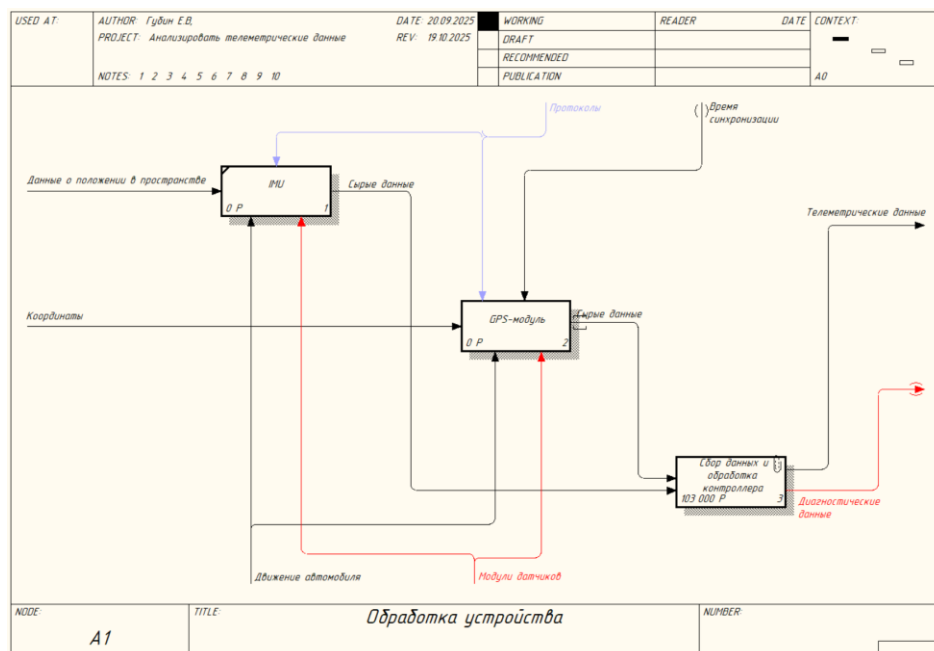 USED AT:
AUTHOR: Губин Е.В,
DATE: 20.09.2025
WORKING
READER
DATE
CONTEXT:
PROJECT: Анализировать телеметрические данные
REV: 19.10.2025
DRAFT
RECOMMENDED
NOTES: 1 2 3 4 5 6 7 8 9 10
PUBLICATION
A0
Протоколы
Время
синхронизации
Данные о положении в пространстве
IMU
0 Р
1
Сырые данные
Телеметрические данные
Координаты
GPS-модуль
0 Р
2
Сырые данные
Сбор данных и
обработка
контроллера
103 000 Р
3
Диагностические
данные
Движение автомобиля
Модули датчиков
NODE:
A1
TITLE:
Обработка устройства
NUMBER: